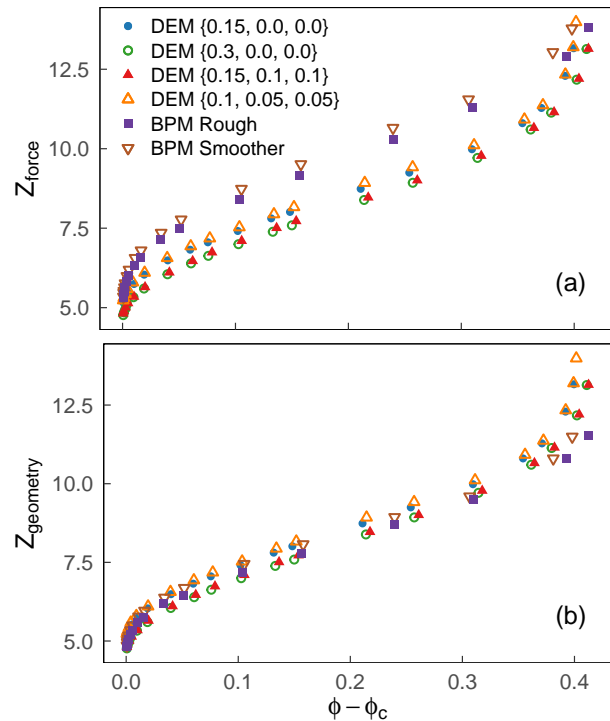 DEM {0.15, 0.0, 0.0}
DEM {0.3, 0.0, 0.0}
DEM {0.15, 0.1, 0.1}
DEM {0.1, 0.05, 0.05}
BPM Rough
BPM Smoother
12.5
10.0
7.5
5.0
Z_force
(a)
12.5
10.0
7.5
5.0
Z_geometry
(b)
0.0 0.1 0.2 0.3 0.4
ϕ − ϕ_c